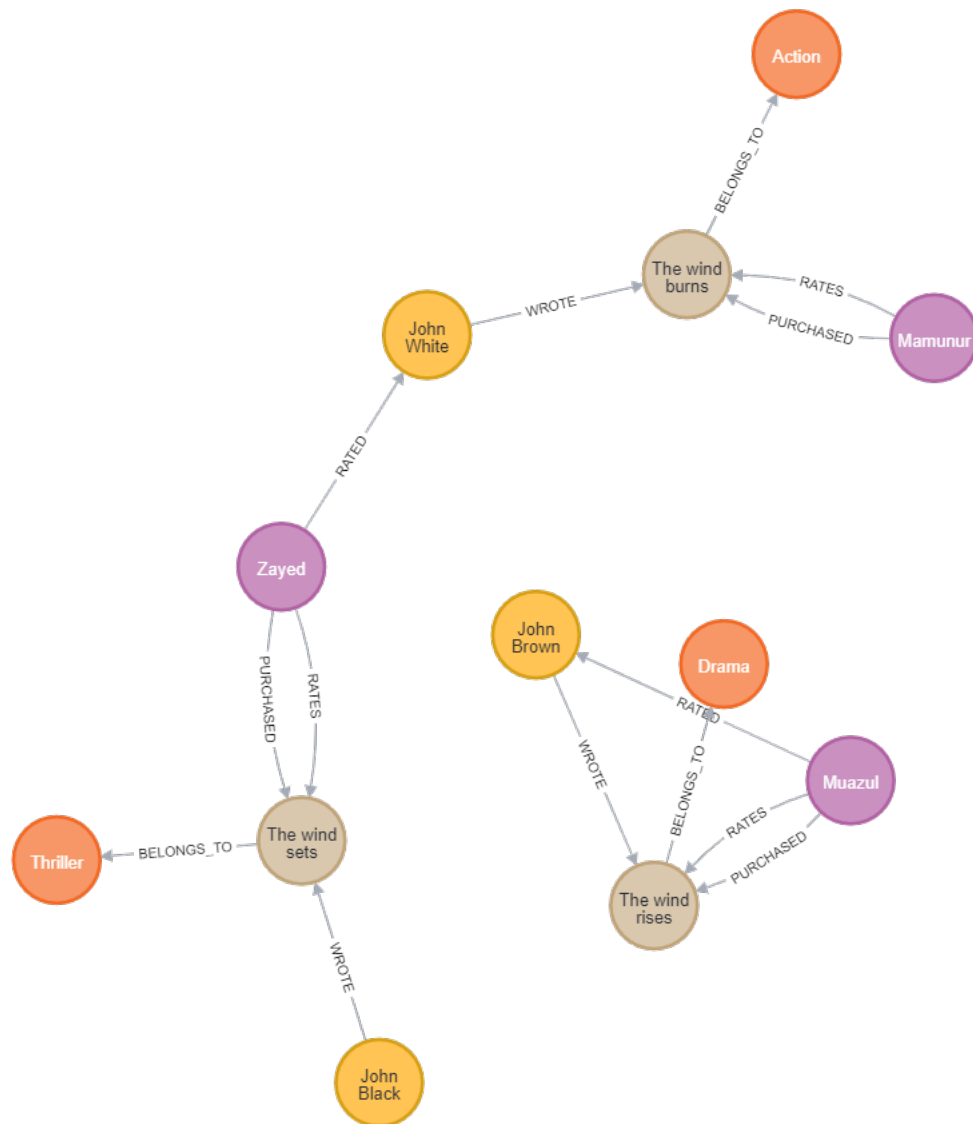 Action
BELONGS_TO
The wind
burns
RATES
PURCHASED
Mamunur
WROTE
John
White
RATED
Zayed
PURCHASED
RATES
John
Brown
Drama
RATED
WROTE
BELONGS_TO
Muazul
RATES
PURCHASED
The wind
rises
The wind
sets
BELONGS_TO
Thriller
WROTE
John
Black